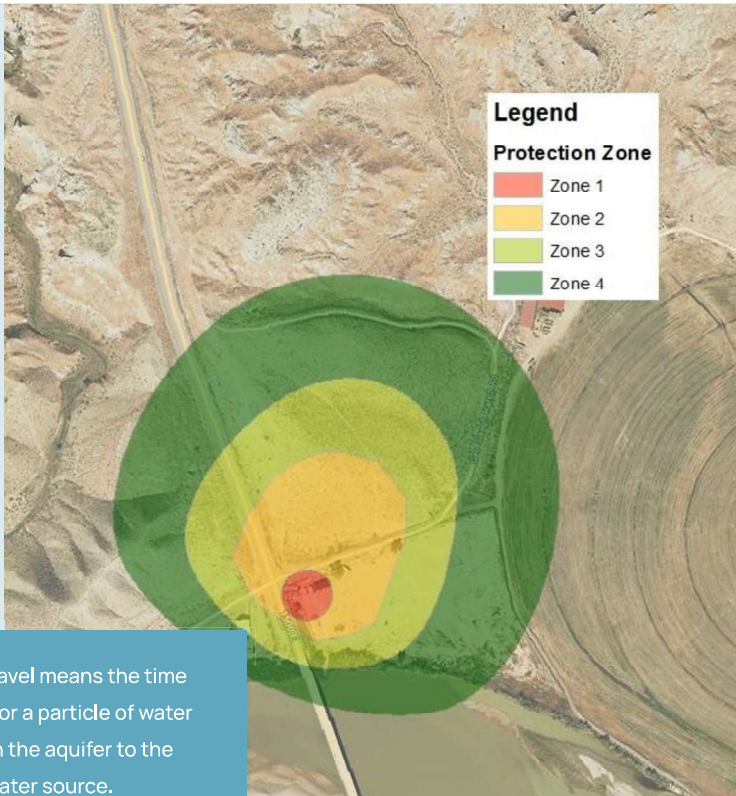 Legend
Protection Zone
Zone 1
Zone 2
Zone 3
Zone 4
avel means the time
or a particle of water
n the aquifer to the
ater source.